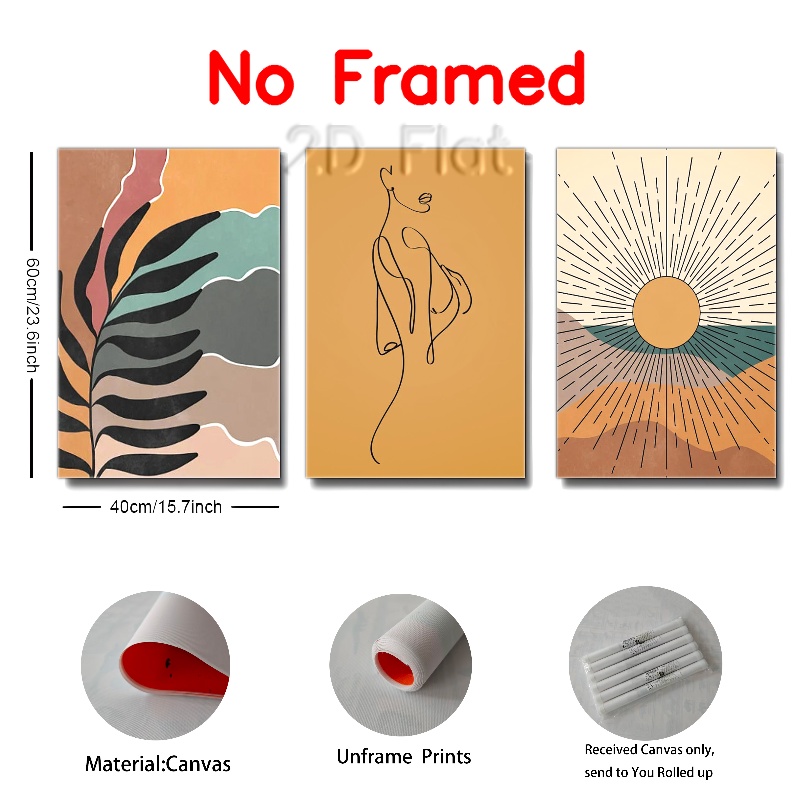 No Framed
2D Flat
60cm/23.6inch
40cm/15.7inch
Material:Canvas
Unframe Prints
Received Canvas only,
send to You Rolled up